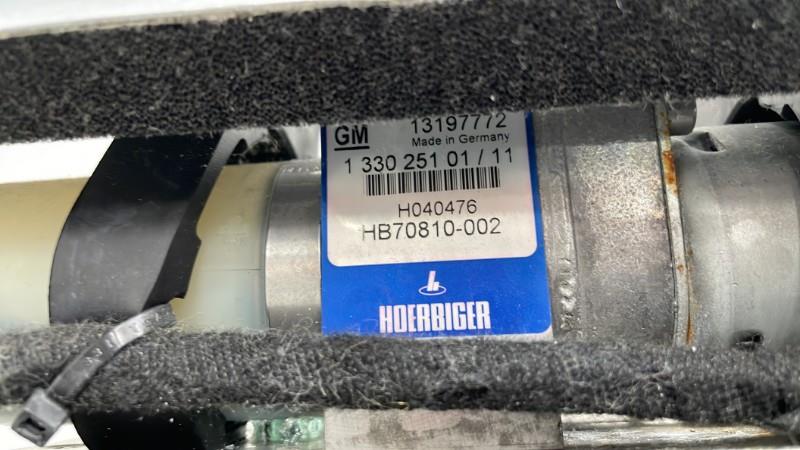 GM 13197772
Made in Germany
1 330 251 01 / 11
H040476
HB70810-002
HOERBIGER